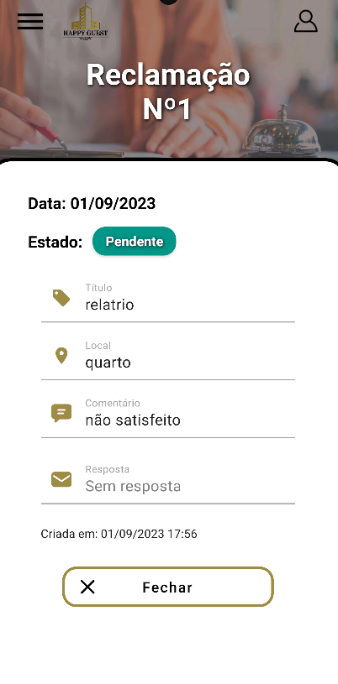 HAPPY GUEST
Reclamação
Nº1
Data: 01/09/2023
Estado: Pendente
Título
relatrio
Local
quarto
Comentário
não satisfeito
Resposta
Sem resposta
Criada em: 01/09/2023 17:56
Fechar